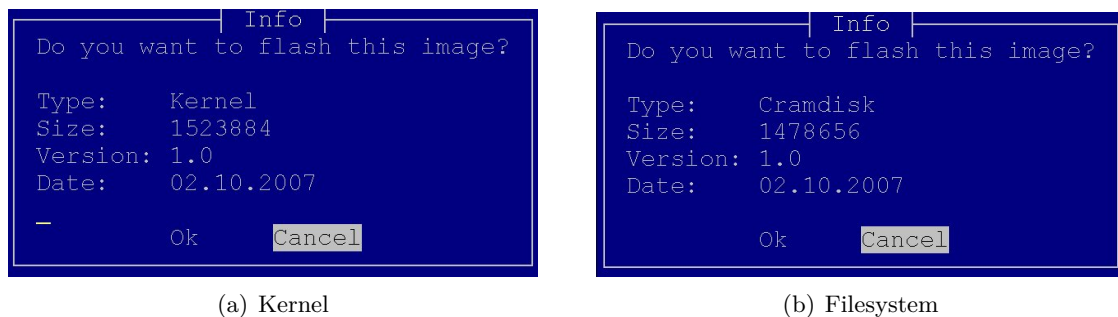 Info
Do you want to flash this image?
Type: Kernel
Size: 1523884
Version: 1.0
Date: 02.10.2007
Ok Cancel
(a) Kernel
Info
Do you want to flash this image?
Type: Cramdisk
Size: 1478656
Version: 1.0
Date: 02.10.2007
Ok Cancel
(b) Filesystem